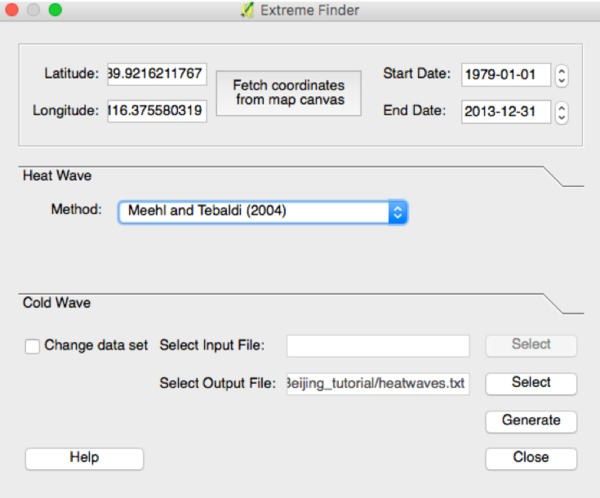 Extreme Finder
Latitude: 39.9216211767
Longitude: 116.375580319
Fetch coordinates
from map canvas
Start Date: 1979-01-01
End Date: 2013-12-31
Heat Wave
Method: Meehl and Tebaldi (2004)
Cold Wave
Change data set Select Input File: Select
Select Output File: Beijing_tutorial/heatwaves.txt Select
Generate
Help Close